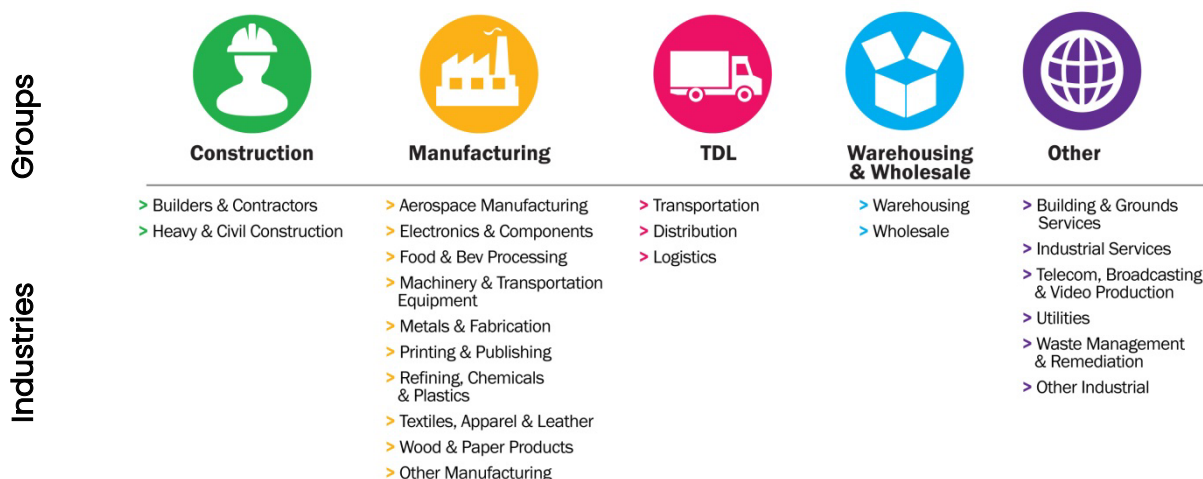 Groups
Construction
Manufacturing
TDL
Warehousing
& Wholesale
Other
Industries
> Builders & Contractors
> Heavy & Civil Construction
> Aerospace Manufacturing
> Electronics & Components
> Food & Bev Processing
> Machinery & Transportation
Equipment
> Metals & Fabrication
> Printing & Publishing
> Refining, Chemicals
& Plastics
> Textiles, Apparel & Leather
> Wood & Paper Products
> Other Manufacturing
> Transportation
> Distribution
> Logistics
> Warehousing
> Wholesale
> Building & Grounds
Services
> Industrial Services
> Telecom, Broadcasting
& Video Production
> Utilities
> Waste Management
& Remediation
> Other Industrial